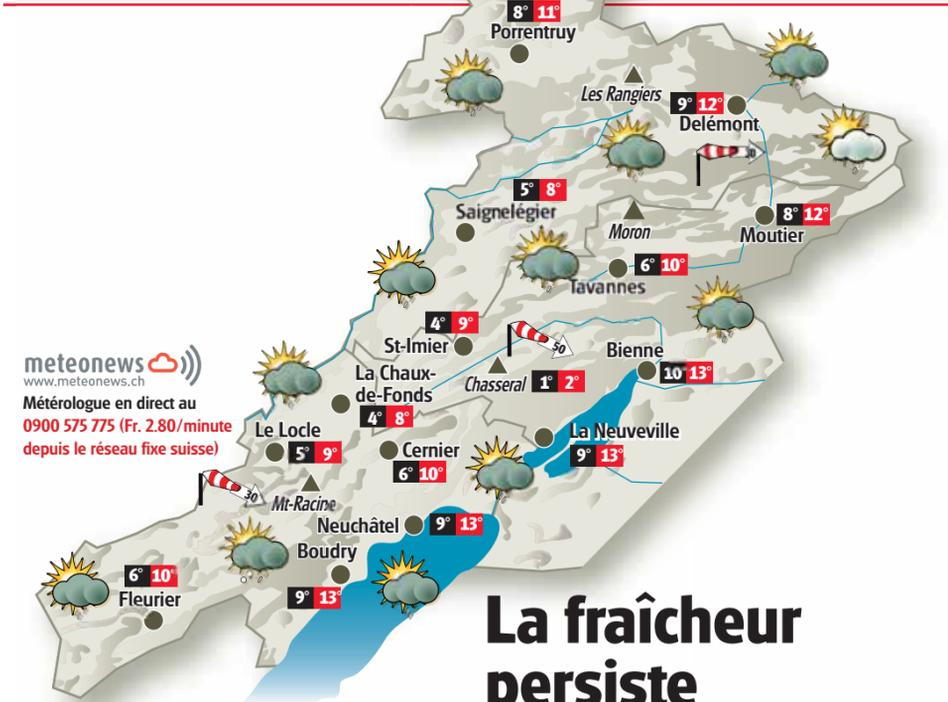 8° 11°
Porrentruy
Les Rangiers
9° 12°
Delémont
5° 8°
Saignelégier
8° 12°
Moron
Moutier
6° 10°
Tavannes
4° 9°
St-Imier
50
Bienne
10 13°
Chasseral 1° 2°
meteonews
www.meteonews.ch
Météorologue en direct au
0900 575 775 (Fr. 2.80/minute
depuis le réseau fixe suisse)
La Chaux-
de-Fonds
4° 8°
Le Locle
5° 9°
Cernier
6° 10°
La Neuveville
9° 13°
30
Mt-Racine
Neuchâtel 9° 13°
Boudry
9° 13°
6° 10°
Fleurier
La fraîcheur
persiste